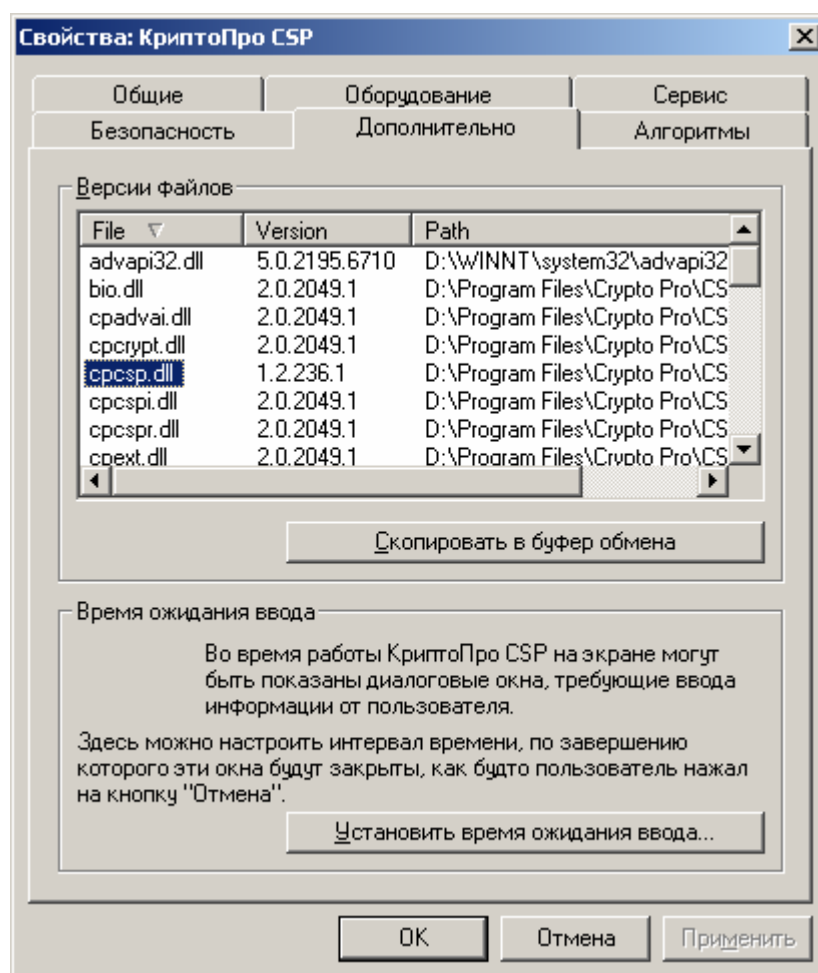 Свойства: КриптоПро CSP
Общие Оборудование Сервис
Безопасность Дополнительно Алгоритмы
Версии файлов
File Version Path
advapi32.dll 5.0.2195.6710 D:\WINNT\system32\advapi32
bio.dll 2.0.2049.1 D:\Program Files\Crypto Pro\CS
cpadvai.dll 2.0.2049.1 D:\Program Files\Crypto Pro\CS
cpcrypt.dll 2.0.2049.1 D:\Program Files\Crypto Pro\CS
cpcsp.dll 1.2.236.1 D:\Program Files\Crypto Pro\CS
cpcspi.dll 2.0.2049.1 D:\Program Files\Crypto Pro\CS
cpcspr.dll 2.0.2049.1 D:\Program Files\Crypto Pro\CS
cpext.dll 2.0.2049.1 D:\Program Files\Crypto Pro\CS
Скопировать в буфер обмена
Время ожидания ввода
Во время работы КриптоПро CSP на экране могут
быть показаны диалоговые окна, требующие ввода
информации от пользователя.
Здесь можно настроить интервал времени, по завершению
которого эти окна будут закрыты, как будто пользователь нажал
на кнопку "Отмена".
Установить время ожидания ввода...
OK Отмена Применить